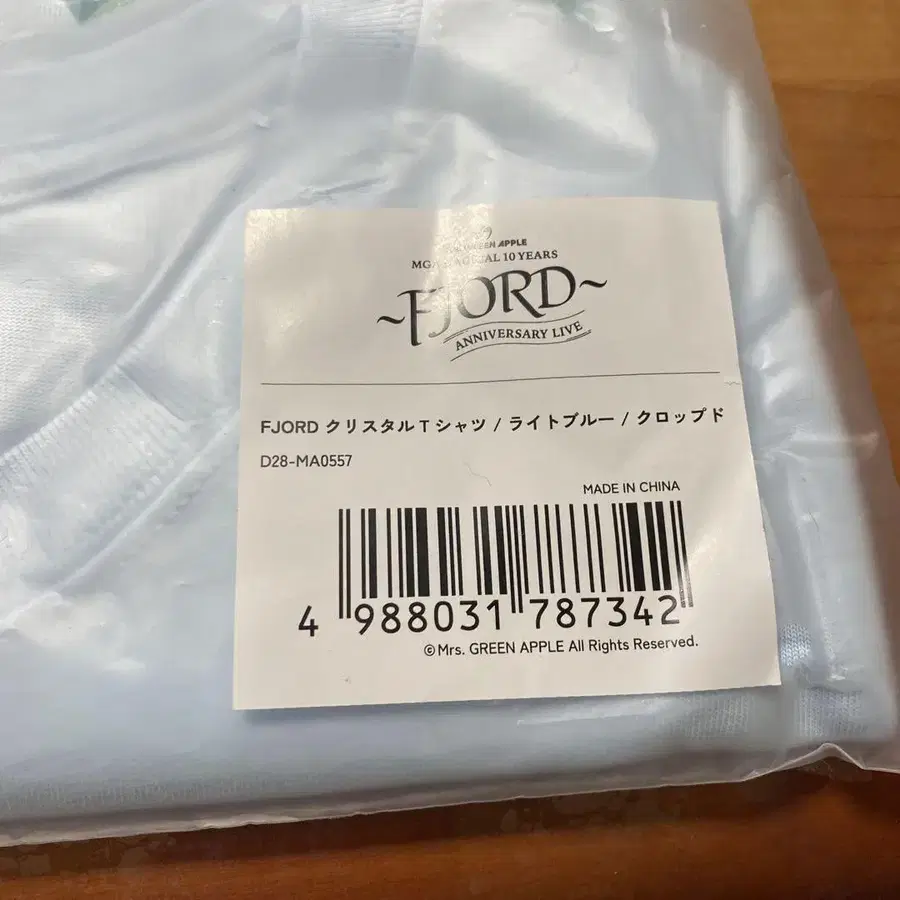 GREEN APPLE
MGA MAGICAL 10 YEARS
~FJORD~
ANNIVERSARY LIVE
FJORD クリスタルTシャツ / ライトブルー / クロップド
D28-MA0557
MADE IN CHINA
4 988031 787342
©Mrs. GREEN APPLE All Rights Reserved.